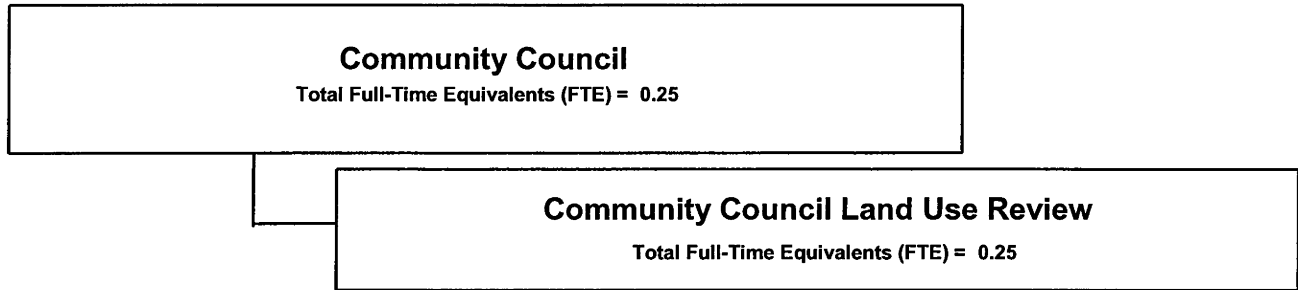 Community Council
Total Full-Time Equivalents (FTE) = 0.25
Community Council Land Use Review
Total Full-Time Equivalents (FTE) = 0.25